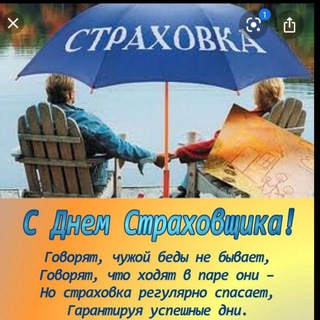 1
СТРАХОВКА
С Днем Страховщика!
Говорят, чужой беды не бывает,
Говорят, что ходят в паре они –
Но страховка регулярно спасает,
Гарантируя успешные дни.